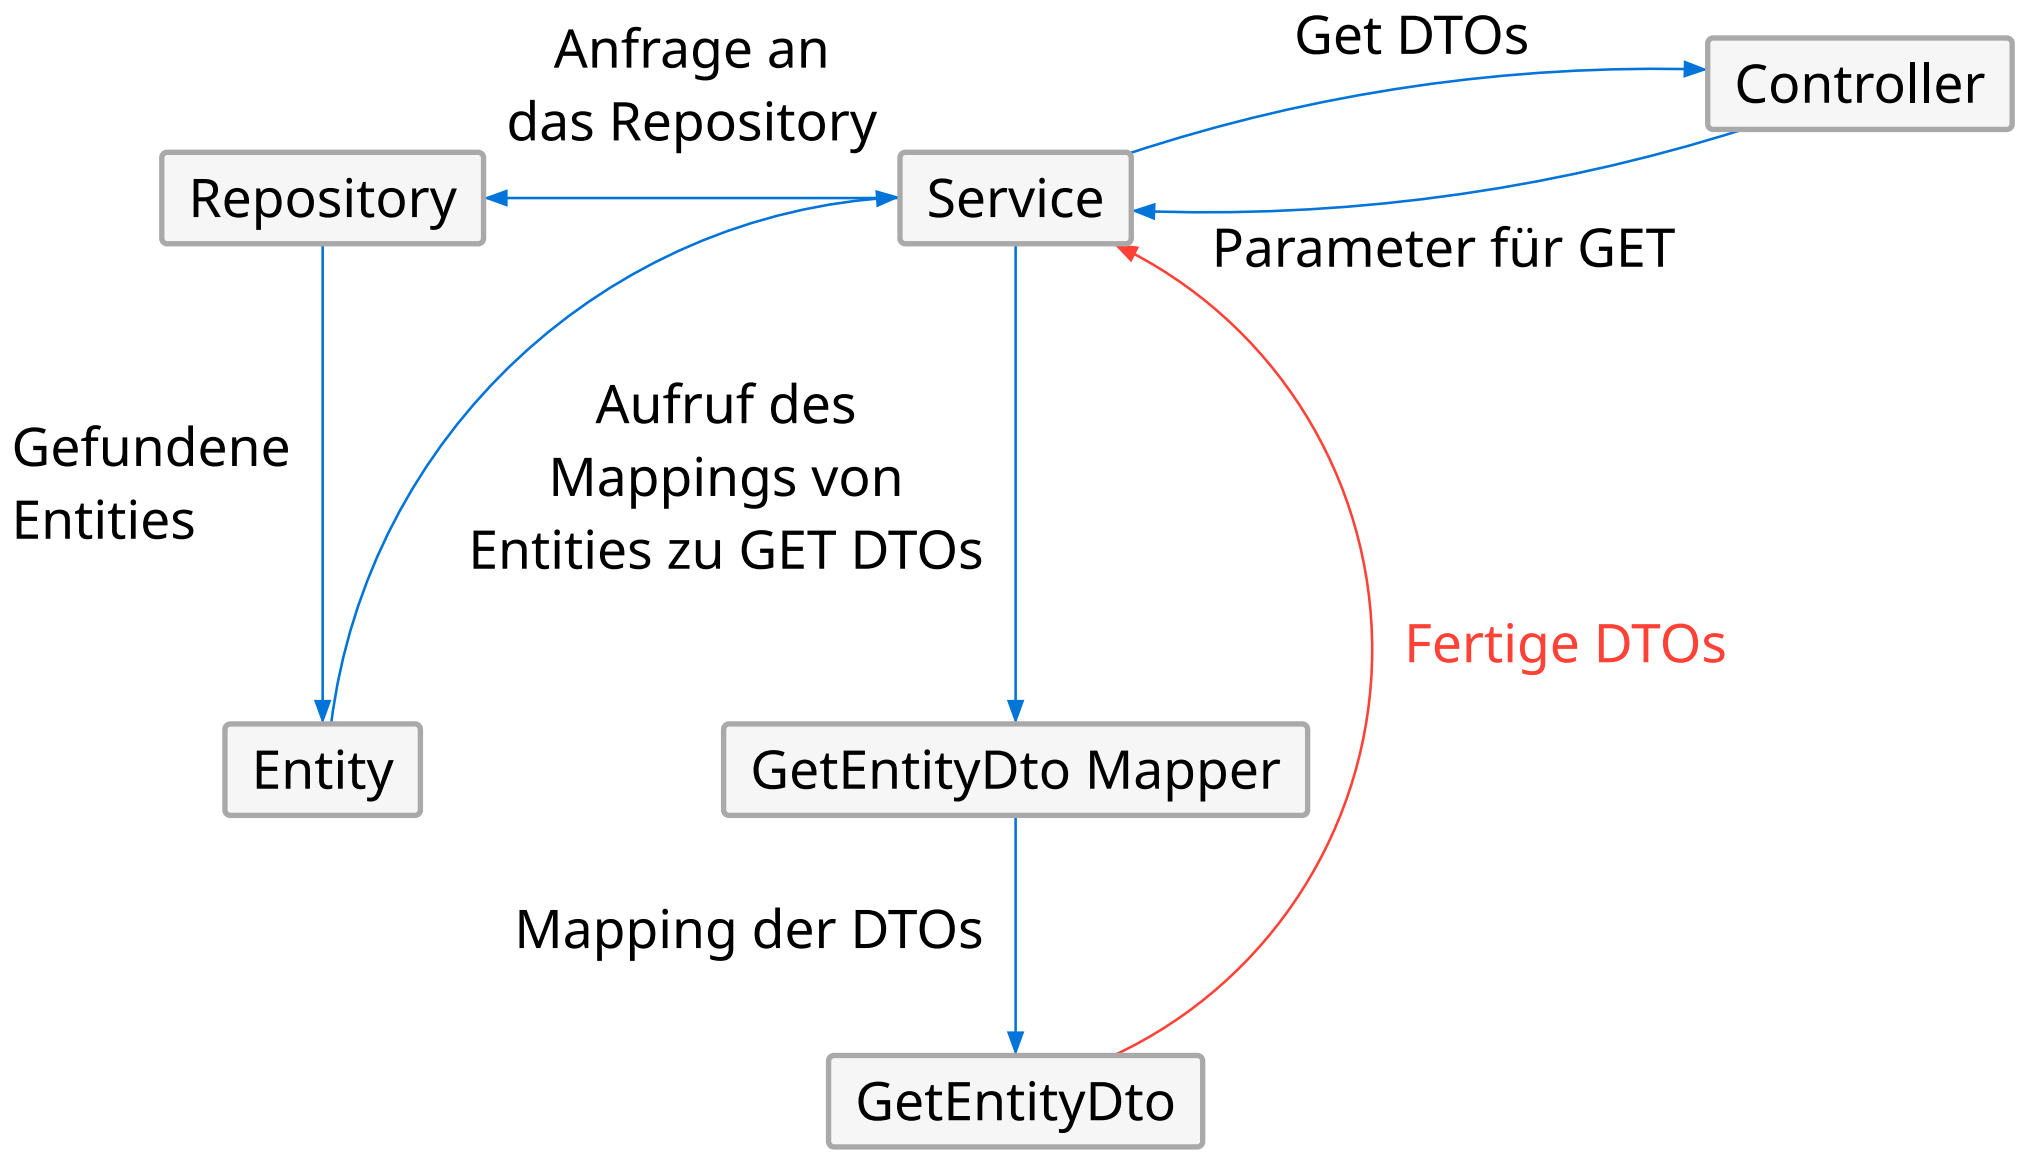 Get DTOs
Anfrage an
das Repository
Controller
Repository
Service
Parameter für GET
Gefundene
Entities
Aufruf des
Mappings von
Entities zu GET DTOs
Fertige DTOs
Entity
GetEntityDto Mapper
Mapping der DTOs
GetEntityDto